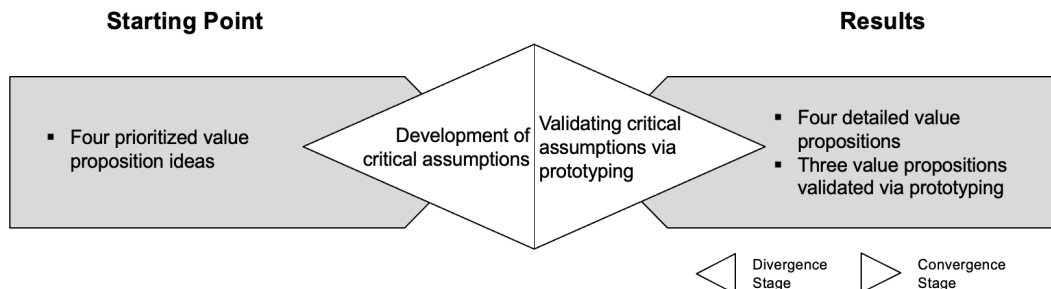 Starting Point
Results
▪ Four prioritized value
proposition ideas
Development of
critical assumptions
Validating critical
assumptions via
prototyping
▪ Four detailed value
propositions
▪ Three value propositions
validated via prototyping
Divergence
Stage
Convergence
Stage